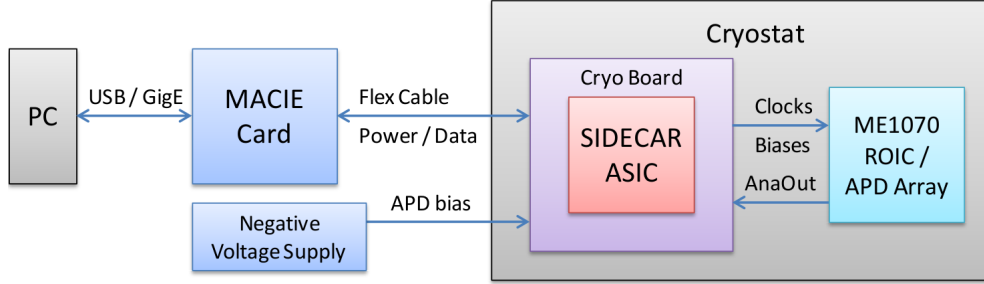 Cryostat
PC
USB / GigE
MACIE
Card
Flex Cable
Power / Data
Cryo Board
SIDECAR
ASIC
Clocks
Biases
AnaOut
ME1070
ROIC /
APD Array
Negative
Voltage Supply
APD bias